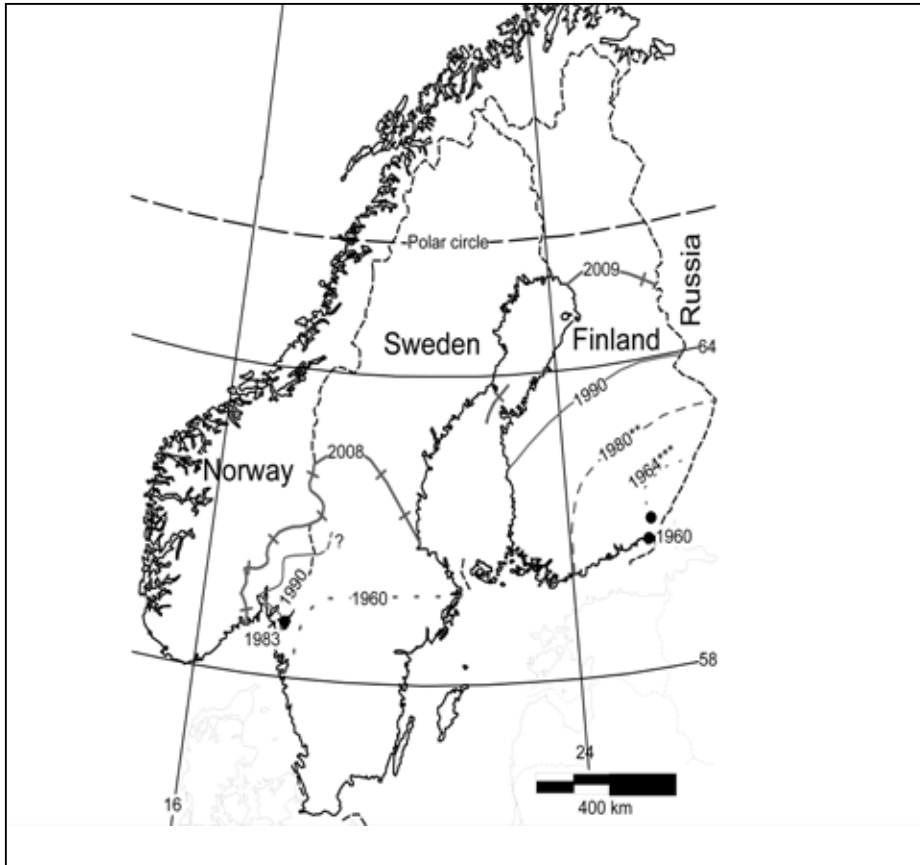 Polar circle
2009
Russia
Sweden
Finland
64
1990
1980**
2008
Norway
1964***
?
1960
1990
1960
1983
58
24
16
400 km